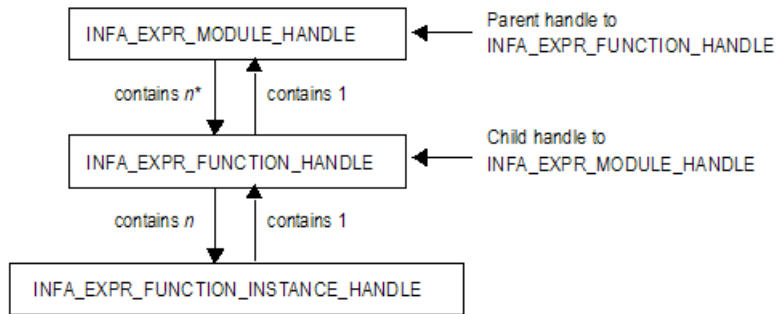 INFA_EXPR_MODULE_HANDLE
Parent handle to
INFA_EXPR_FUNCTION_HANDLE
contains n*
contains 1
INFA_EXPR_FUNCTION_HANDLE
Child handle to
INFA_EXPR_MODULE_HANDLE
contains n
contains 1
INFA_EXPR_FUNCTION_INSTANCE_HANDLE